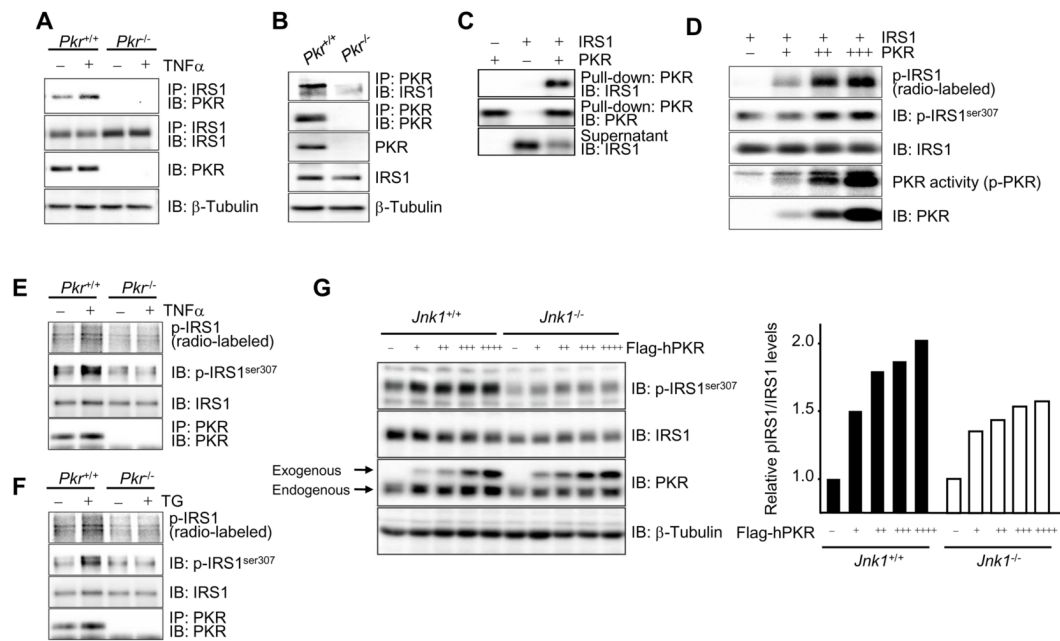 A
Pkr+/+ Pkr-/-
– + – + TNFα
IP: IRS1
IB: PKR
IP: IRS1
IB: IRS1
IB: PKR
IB: β-Tubulin
B
Pkr+/+ Pkr-/-
IP: PKR
IB: IRS1
IP: PKR
IB: PKR
PKR
IRS1
β-Tubulin
C
– + + IRS1
+ – + PKR
Pull-down: PKR
IB: IRS1
Pull-down: PKR
IB: PKR
Supernatant
IB: IRS1
D
+ + + + IRS1
– + ++ +++ PKR
p-IRS1
(radio-labeled)
IB: p-IRS1ser307
IB: IRS1
PKR activity (p-PKR)
IB: PKR
E
Pkr+/+ Pkr-/-
– + – + TNFα
p-IRS1
(radio-labeled)
IB: p-IRS1ser307
IB: IRS1
IP: PKR
IB: PKR
F
Pkr+/+ Pkr-/-
– + – + TG
p-IRS1
(radio-labeled)
IB: p-IRS1ser307
IB: IRS1
IP: PKR
IB: PKR
G
Jnk1+/+ Jnk1-/-
– + ++ +++ ++++ – + ++ +++ ++++ Flag-hPKR
IB: p-IRS1ser307
IB: IRS1
Exogenous
Endogenous
IB: PKR
IB: β-Tubulin
Relative pIRS1/IRS1 levels
2.0
1.5
1.0
Flag-hPKR – + ++ +++ ++++ – + ++ +++ ++++
Jnk1+/+ Jnk1-/-